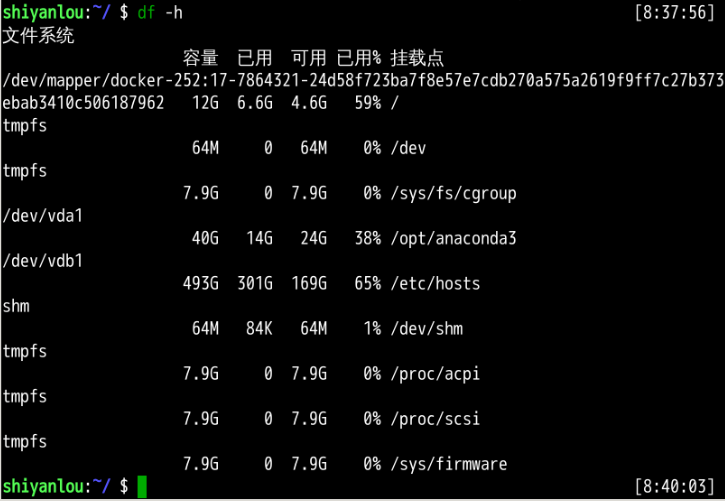 shiyanlou:~/ $ df -h [8:37:56]
文件系统
容量 已用 可用 已用% 挂载点
/dev/mapper/docker-252:17-7864321-24d58f723ba7f8e57e7cdb270a575a2619f9ff7c27b373
ebab3410c506187962 12G 6.6G 4.6G 59% /
tmpfs
64M 0 64M 0% /dev
tmpfs
7.9G 0 7.9G 0% /sys/fs/cgroup
/dev/vda1
40G 14G 24G 38% /opt/anaconda3
/dev/vdb1
493G 301G 169G 65% /etc/hosts
shm
64M 84K 64M 1% /dev/shm
tmpfs
7.9G 0 7.9G 0% /proc/acpi
tmpfs
7.9G 0 7.9G 0% /proc/scsi
tmpfs
7.9G 0 7.9G 0% /sys/firmware
shiyanlou:~/ $ [8:40:03]